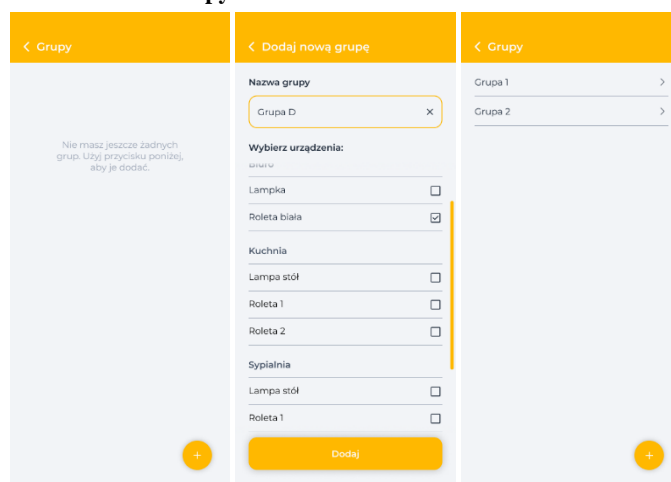 Grupy
Nie masz jeszcze żadnych
grup. Użyj przycisku poniżej,
aby je dodać.
+
Dodaj nową grupę
Nazwa grupy
Grupa D
Wybierz urządzenia:
Biuro
Lampka
Roleta biała
Kuchnia
Lampa stół
Roleta 1
Roleta 2
Sypialnia
Lampa stół
Roleta 1
Dodaj
Grupy
Grupa 1
Grupa 2
+